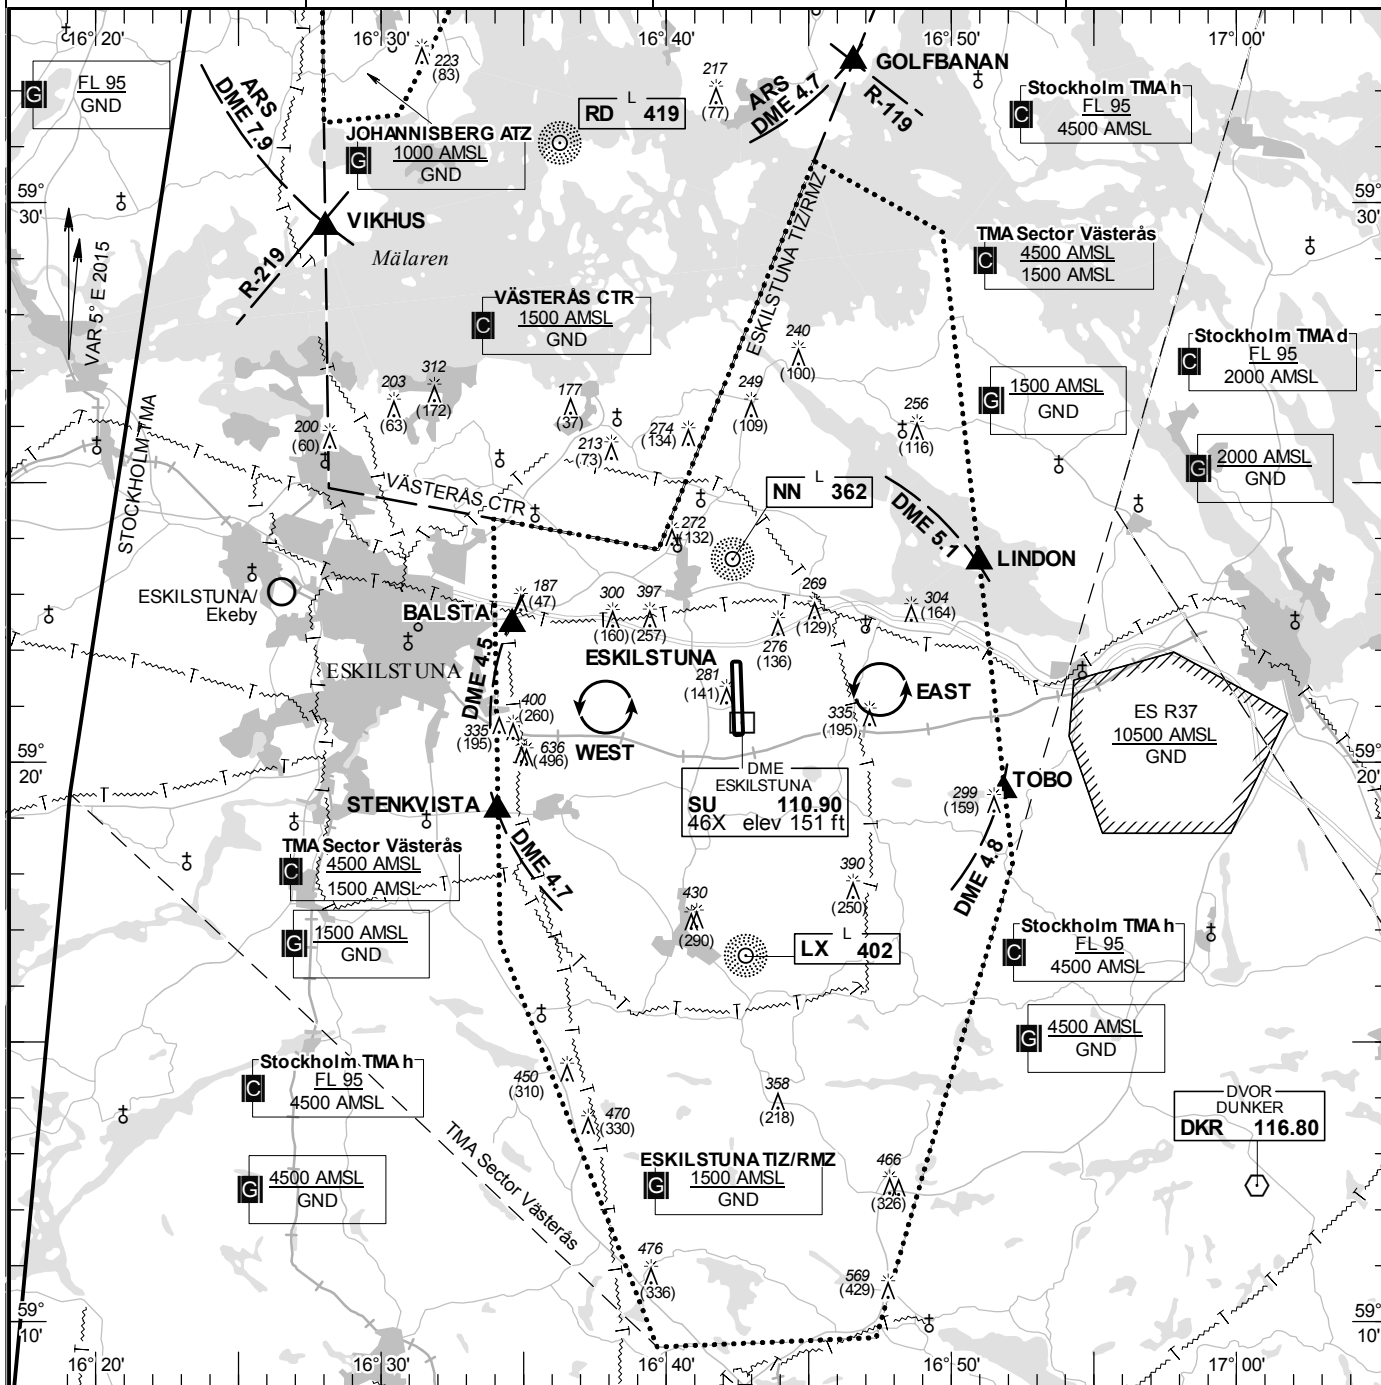 16° 20'
16° 30'
16° 40'
16° 50'
17° 00'
G
FL 95
GND
ARS
DME 7.9
223
(83)
RD
L
419
217
(77)
ARS
DME 4.7
GOLFBANAN
R-119
Stockholm TMA h
C
FL 95
4500 AMSL
JOHANNISBERG ATZ
G
1000 AMSL
GND
59°
30'
59°
30'
VIKHUS
R-219
Mälaren
VAR 5° E 2015
ESKILSTUNA TIZ/RMZ
TMA Sector Västerås
C
4500 AMSL
1500 AMSL
VÄSTERÅS CTR
C
1500 AMSL
GND
Stockholm TMA d
C
FL 95
2000 AMSL
240
(100)
312
(172)
203
(63)
177
(37)
249
(109)
G
1500 AMSL
GND
200
(60)
213
(73)
274
(134)
256
(116)
G
2000 AMSL
GND
STOCKHOLM TMA
VÄSTERÅS CTR
NN
L
362
DME 5.1
272
(132)
LINDON
ESKILSTUNA/
Ekeby
187
(47)
BALSTA
300
(160)
397
(257)
269
(129)
304
(164)
276
(136)
ESKILSTUNA
ESKILSTUNA
DME 4.5
281
(141)
EAST
400
(260)
335
(195)
636
(496)
WEST
335
(195)
ES R37
10500 AMSL
GND
59°
20'
59°
20'
DME
ESKILSTUNA
SU
110.90
46X
elev 151 ft
TOBO
299
(159)
STENKVISTA
DME 4.7
DME 4.8
TMA Sector Västerås
C
4500 AMSL
1500 AMSL
390
(250)
430
(290)
G
1500 AMSL
GND
LX
L
402
Stockholm TMA h
C
FL 95
4500 AMSL
G
4500 AMSL
GND
Stockholm TMA h
C
FL 95
4500 AMSL
450
(310)
358
(218)
470
(330)
DVOR
DUNKER
DKR
116.80
TMA Sector Västerås
ESKILSTUNA TIZ/RMZ
G
1500 AMSL
GND
466
(326)
G
4500 AMSL
GND
476
(336)
569
(429)
59°
10'
59°
10'
16° 20'
16° 30'
16° 40'
16° 50'
17° 00'